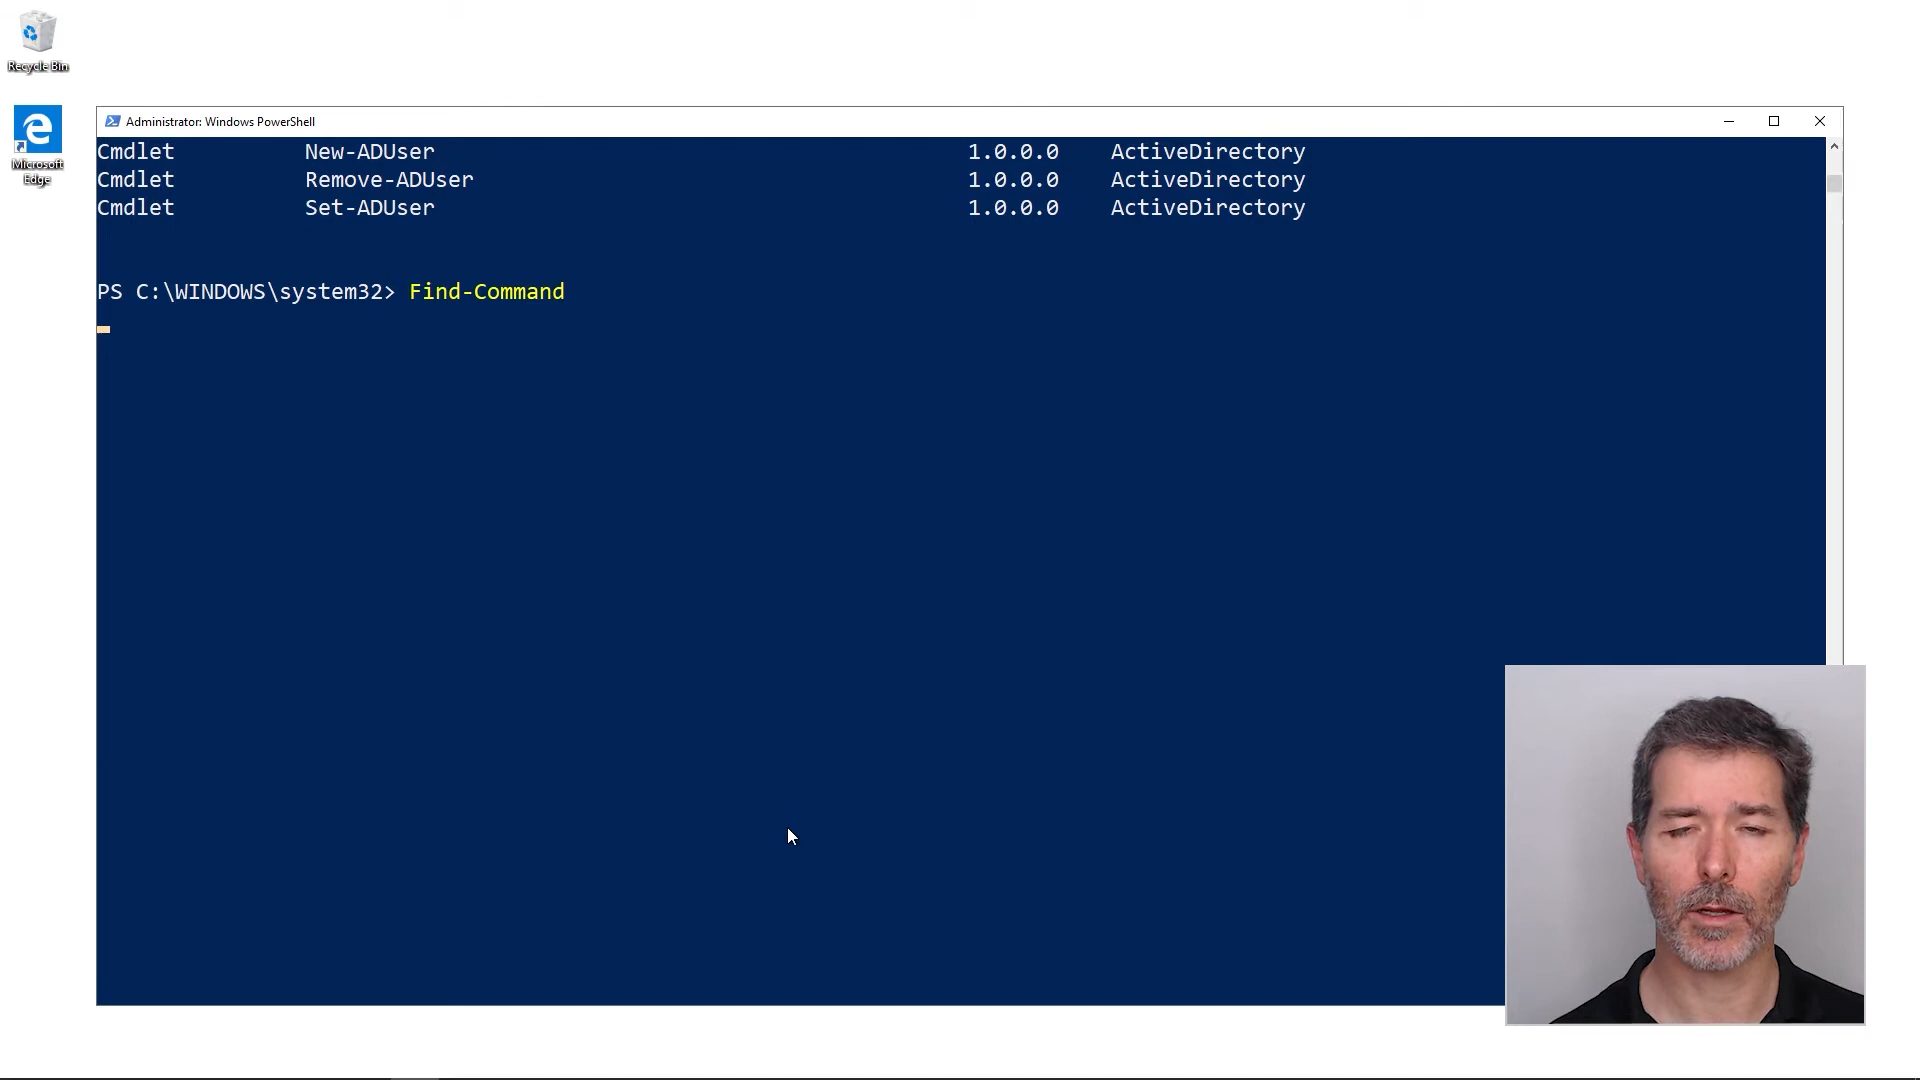 Recycle Bin
Microsoft
Edge
Administrator: Windows PowerShell
Cmdlet New-ADUser 1.0.0.0 ActiveDirectory
Cmdlet Remove-ADUser 1.0.0.0 ActiveDirectory
Cmdlet Set-ADUser 1.0.0.0 ActiveDirectory
PS C:\WINDOWS\system32> Find-Command